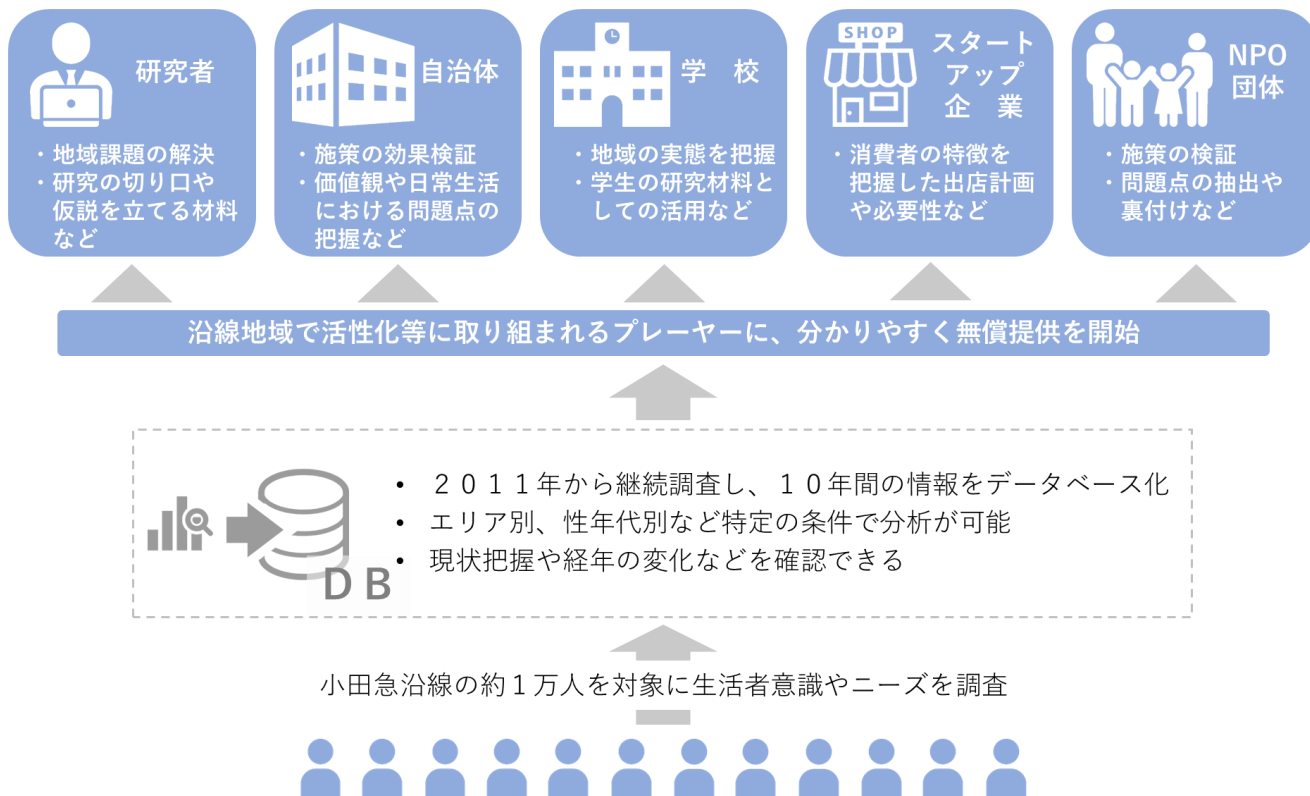 研究者
・地域課題の解決
・研究の切り口や
仮説を立てる材料
など
自治体
・施策の効果検証
・価値観や日常生活
における問題点の
把握など
学　校
・地域の実態を把握
・学生の研究材料と
しての活用など
SHOP
スタート
アップ
企　業
・消費者の特徴を
把握した出店計画
や必要性など
NPO
団体
・施策の検証
・問題点の抽出や
裏付けなど
沿線地域で活性化等に取り組まれるプレーヤーに、分かりやすく無償提供を開始
• ２０１１年から継続調査し、１０年間の情報をデータベース化
• エリア別、性年代別など特定の条件で分析が可能
• 現状把握や経年の変化などを確認できる
ＤＢ
小田急沿線の約１万人を対象に生活者意識やニーズを調査